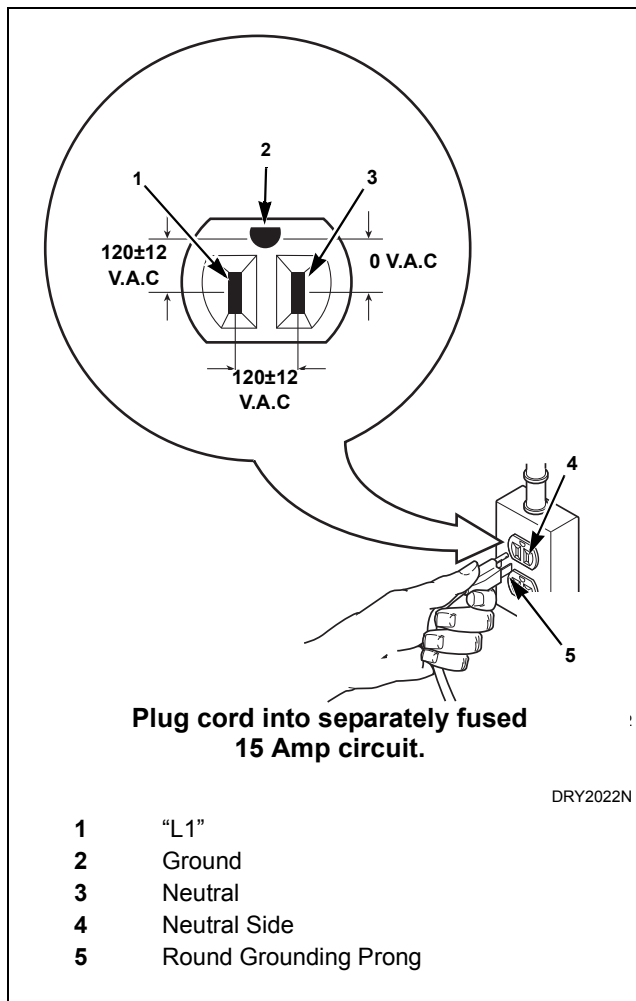 2
1
3
120±12
V.A.C
0 V.A.C
120±12
V.A.C
4
5
Plug cord into separately fused
15 Amp circuit.
DRY2022N
1 “L1”
2 Ground
3 Neutral
4 Neutral Side
5 Round Grounding Prong